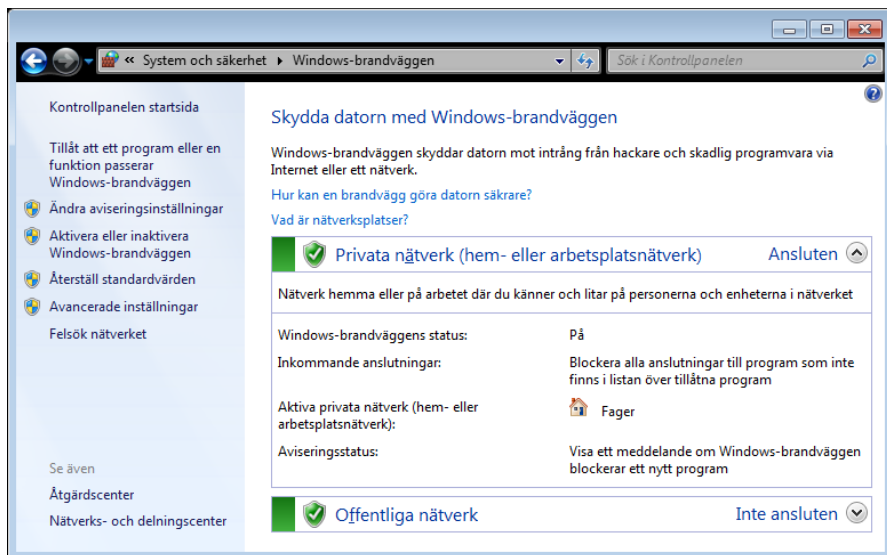 « System och säkerhet ▸ Windows-brandväggen
Sök i Kontrollpanelen
Kontrollpanelen startsida
Tillåt att ett program eller en
funktion passerar
Windows-brandväggen
Ändra aviseringsinställningar
Aktivera eller inaktivera
Windows-brandväggen
Återställ standardvärden
Avancerade inställningar
Felsök nätverket
Se även
Åtgärdscenter
Nätverks- och delningscenter
Skydda datorn med Windows-brandväggen
Windows-brandväggen skyddar datorn mot intrång från hackare och skadlig programvara via
Internet eller ett nätverk.
Hur kan en brandvägg göra datorn säkrare?
Vad är nätverksplatser?
Privata nätverk (hem- eller arbetsplatsnätverk) Ansluten
Nätverk hemma eller på arbetet där du känner och litar på personerna och enheterna i nätverket
Windows-brandväggens status: På
Inkommande anslutningar: Blockera alla anslutningar till program som inte
finns i listan över tillåtna program
Aktiva privata nätverk (hem- eller
arbetsplatsnätverk): Fager
Aviseringsstatus: Visa ett meddelande om Windows-brandväggen
blockerar ett nytt program
Offentliga nätverk Inte ansluten